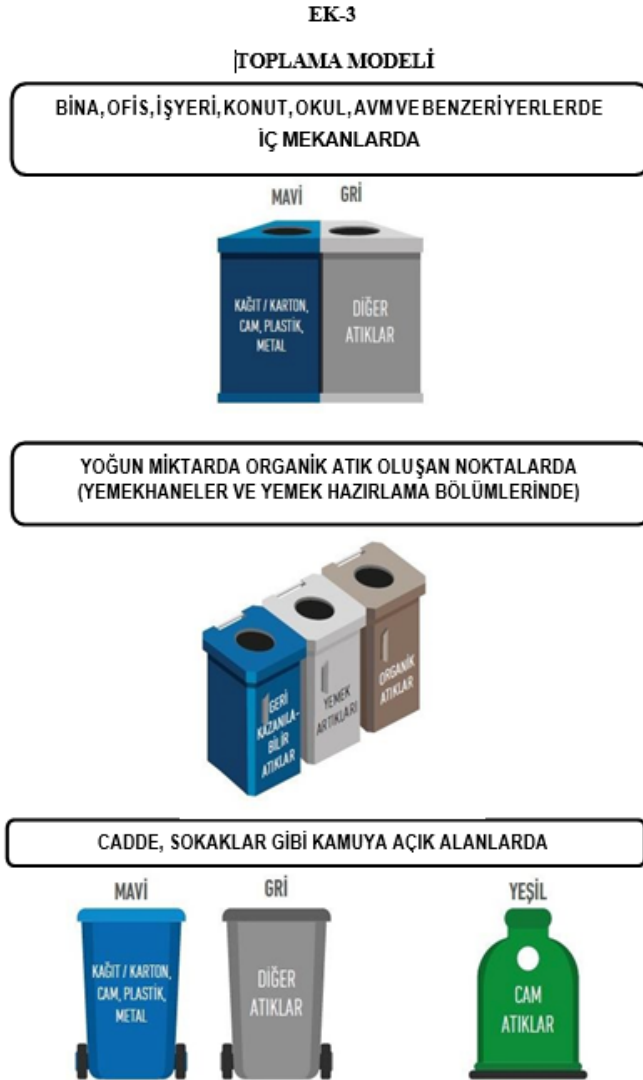 EK-3
TOPLAMA MODELİ
BİNA, OFİS, İŞYERİ, KONUT, OKUL, AVM VE BENZERİ YERLERDE
İÇ MEKANLARDA
MAVİ GRİ
KAĞIT / KARTON,
CAM, PLASTİK,
METAL
DİĞER
ATIKLAR
YOĞUN MİKTARDA ORGANİK ATIK OLUŞAN NOKTALARDA
(YEMEKHANELER VE YEMEK HAZIRLAMA BÖLÜMLERİNDE)
GERİ
KAZANILA-
BİLİR
ATIKLAR
YEMEK
ARTIKLARI
ORGANİK
ATIKLAR
CADDE, SOKAKLAR GİBİ KAMUYA AÇIK ALANLARDA
MAVİ GRİ YEŞİL
KAĞIT / KARTON,
CAM, PLASTİK,
METAL
DİĞER
ATIKLAR
CAM
ATIKLAR